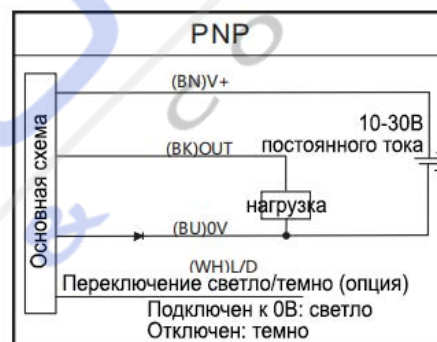 PNP
(BN)V+
10-30В
постоянного тока
(BK)OUT
Основная схема
нагрузка
(BU)0V
(WH)L/D
Переключение светло/темно (опция)
Подключен к 0В: светло
Отключен: темно